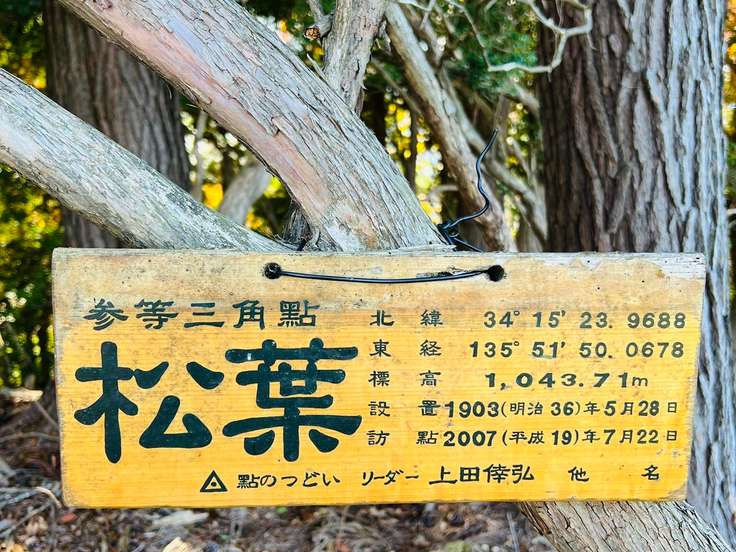 参等三角點
松葉
北緯 34° 15' 23. 9688
東経 135° 51' 50. 0678
標高 1,043.71m
設置 1903(明治36)年5月28日
訪點 2007(平成19)年7月22日
點のつどい リーダー 上田倖弘 他 名